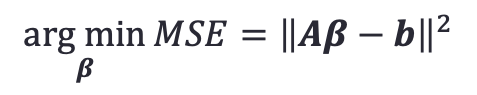 arg min MSE = ||Aβ − b||²
β